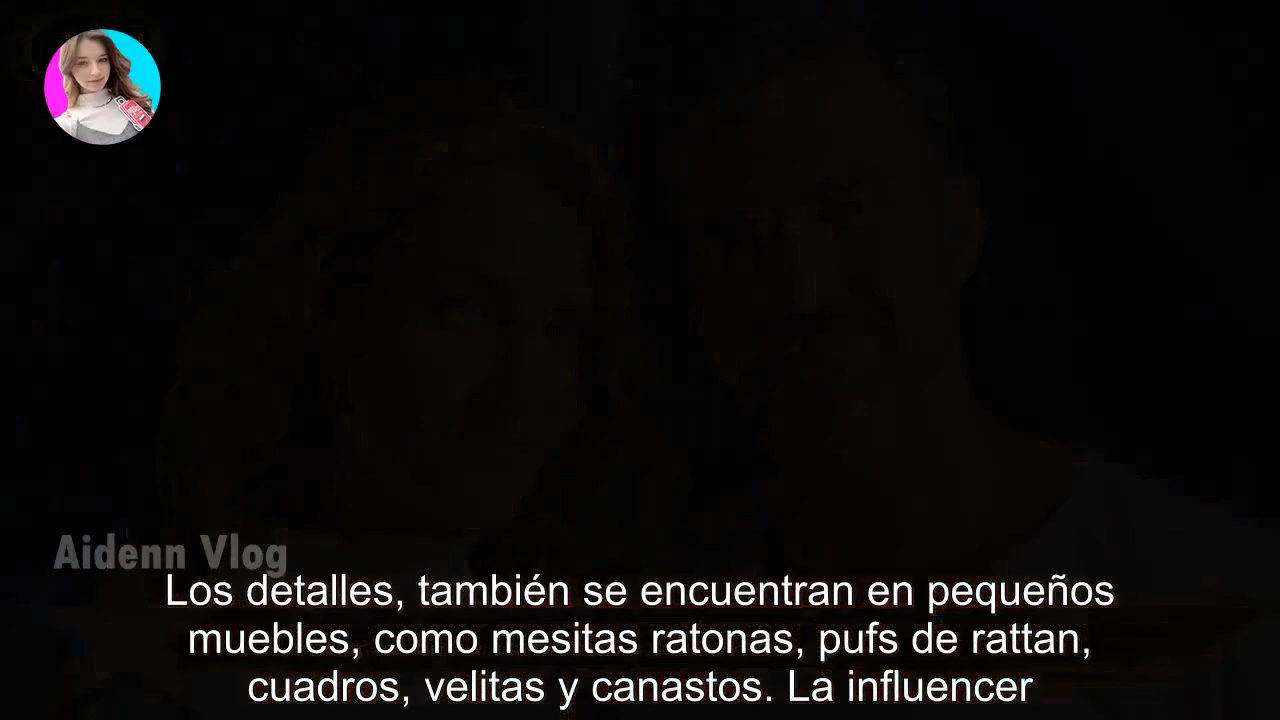 Aidenn Vlog
Los detalles, también se encuentran en pequeños
muebles, como mesitas ratonas, pufs de rattan,
cuadros, velitas y canastos. La influencer